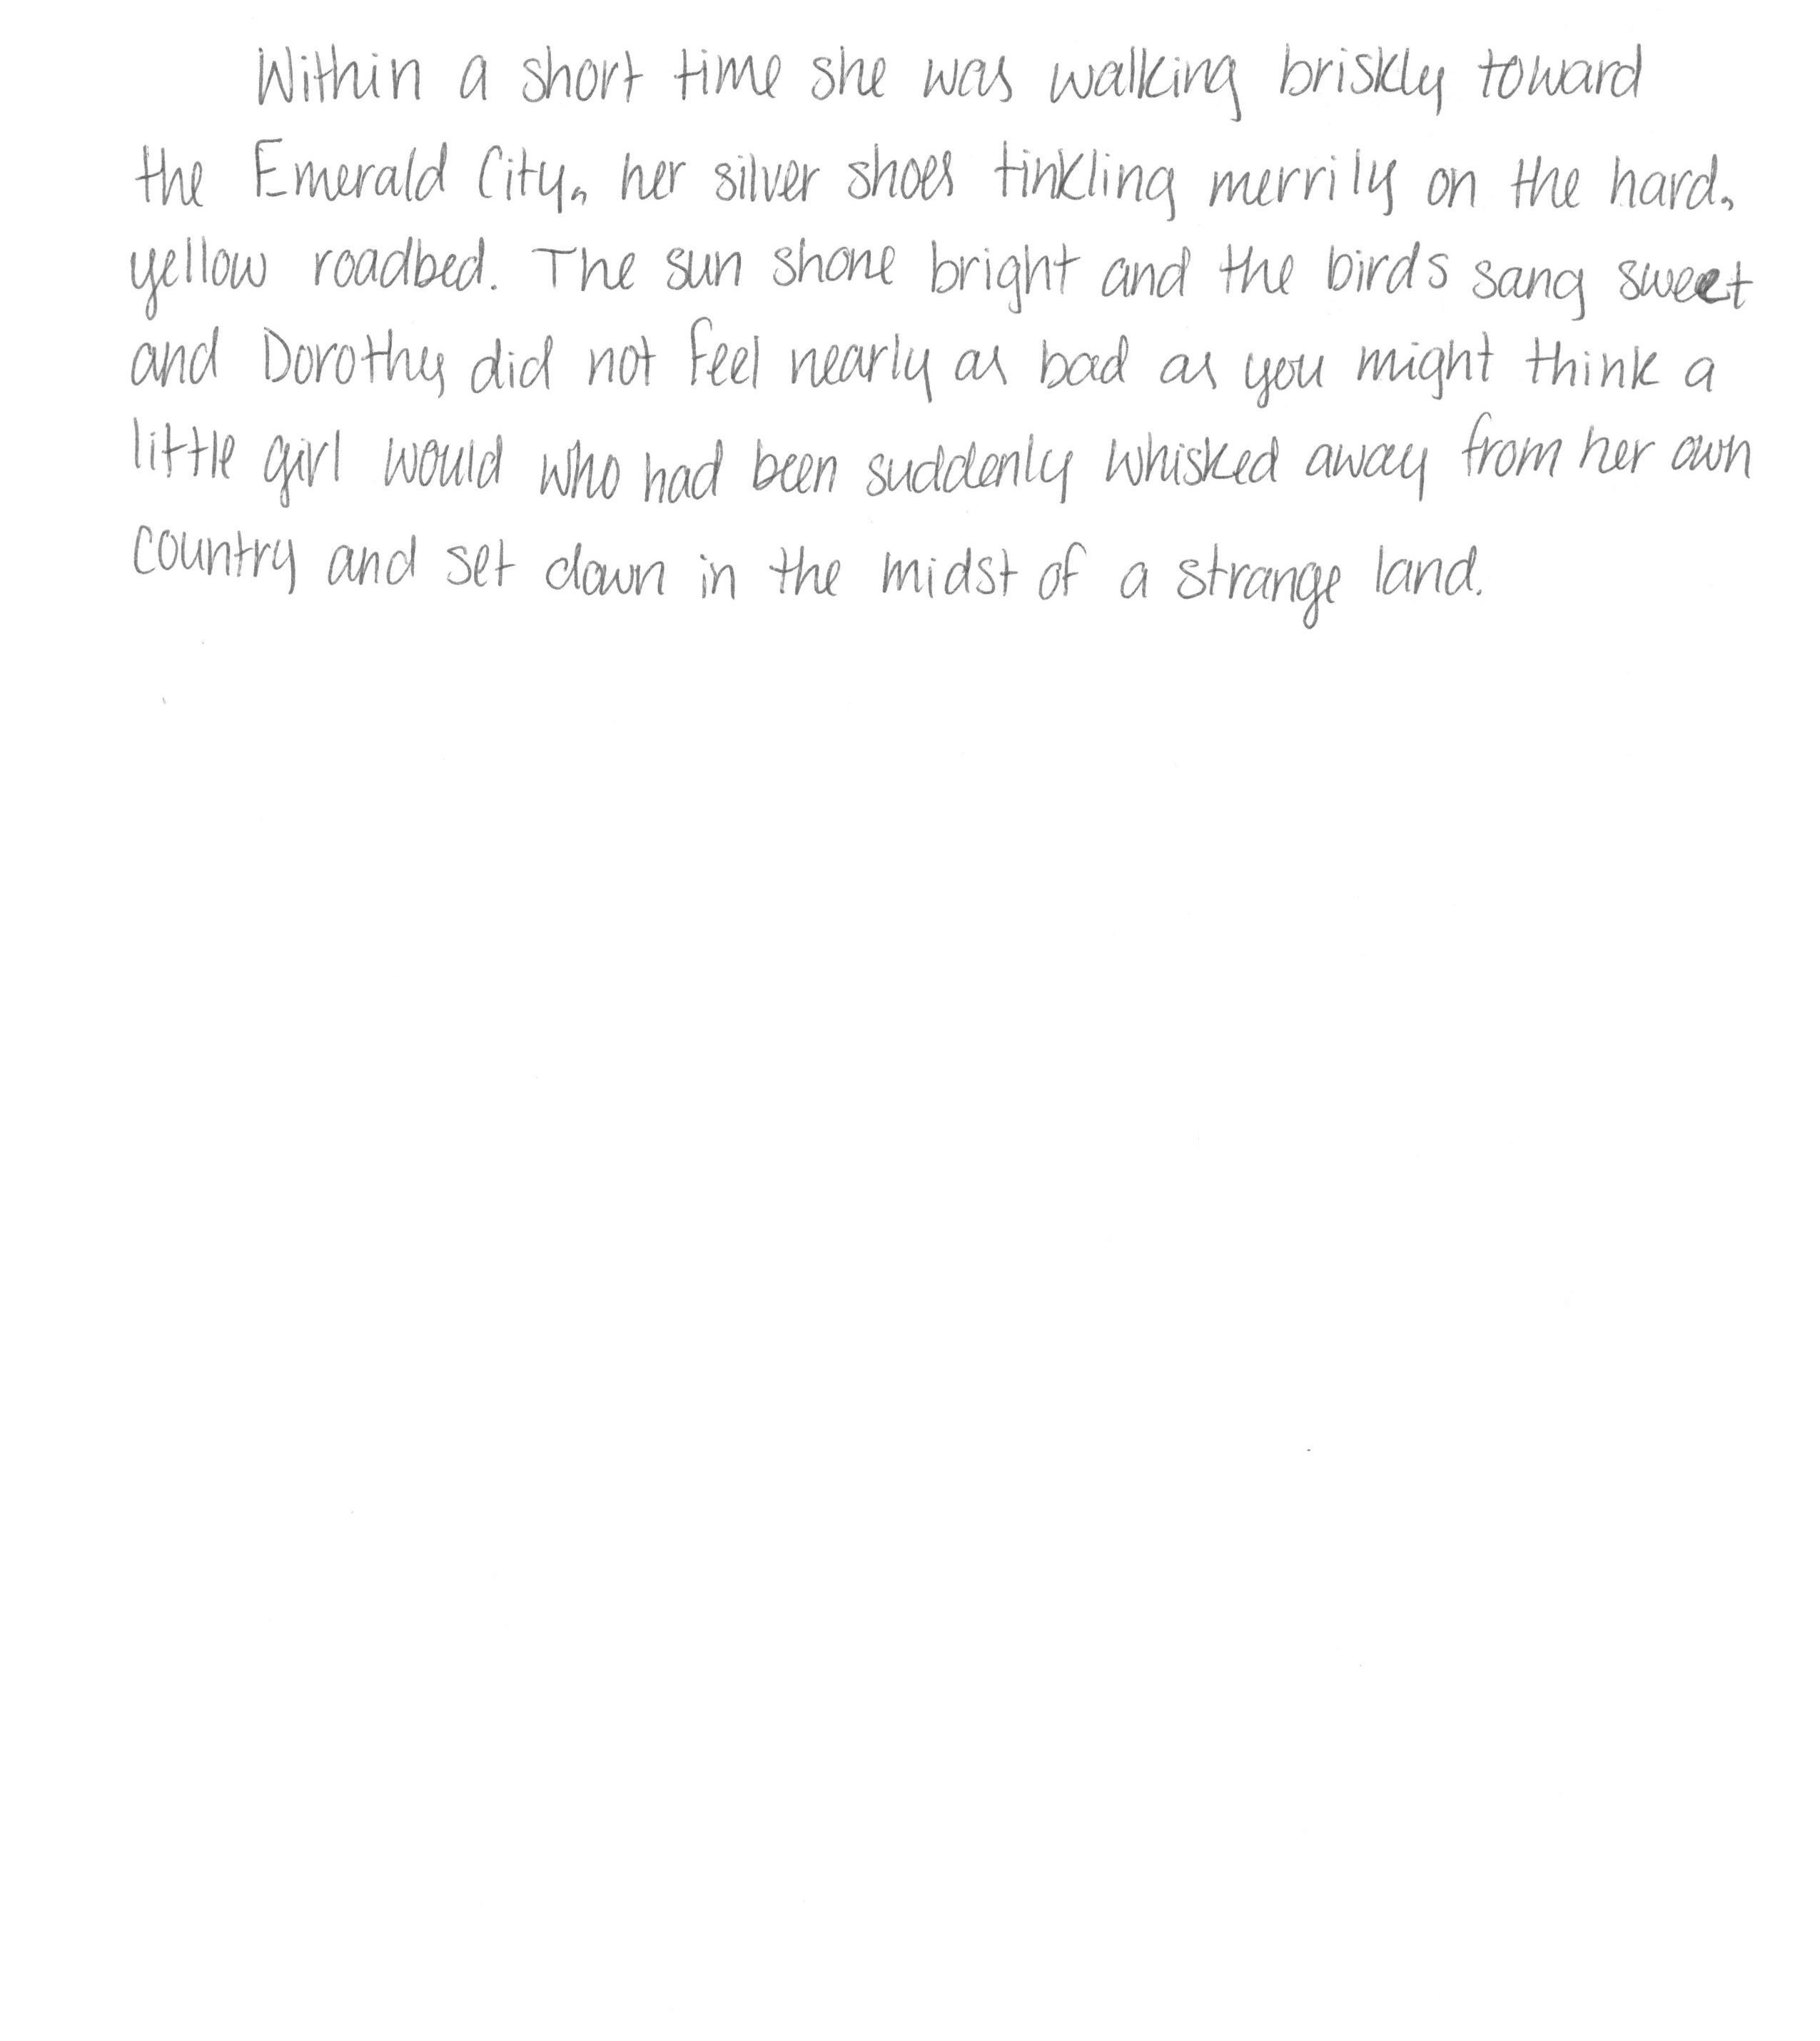 Within a short time she was walking briskly toward
the Emerald City, her silver shoes tinkling merrily on the hard,
yellow roadbed. The sun shone bright and the birds sang sweet
and Dorothy did not feel nearly as bad as you might think a
little girl would who had been suddenly whisked away from her own
country and set down in the midst of a strange land.